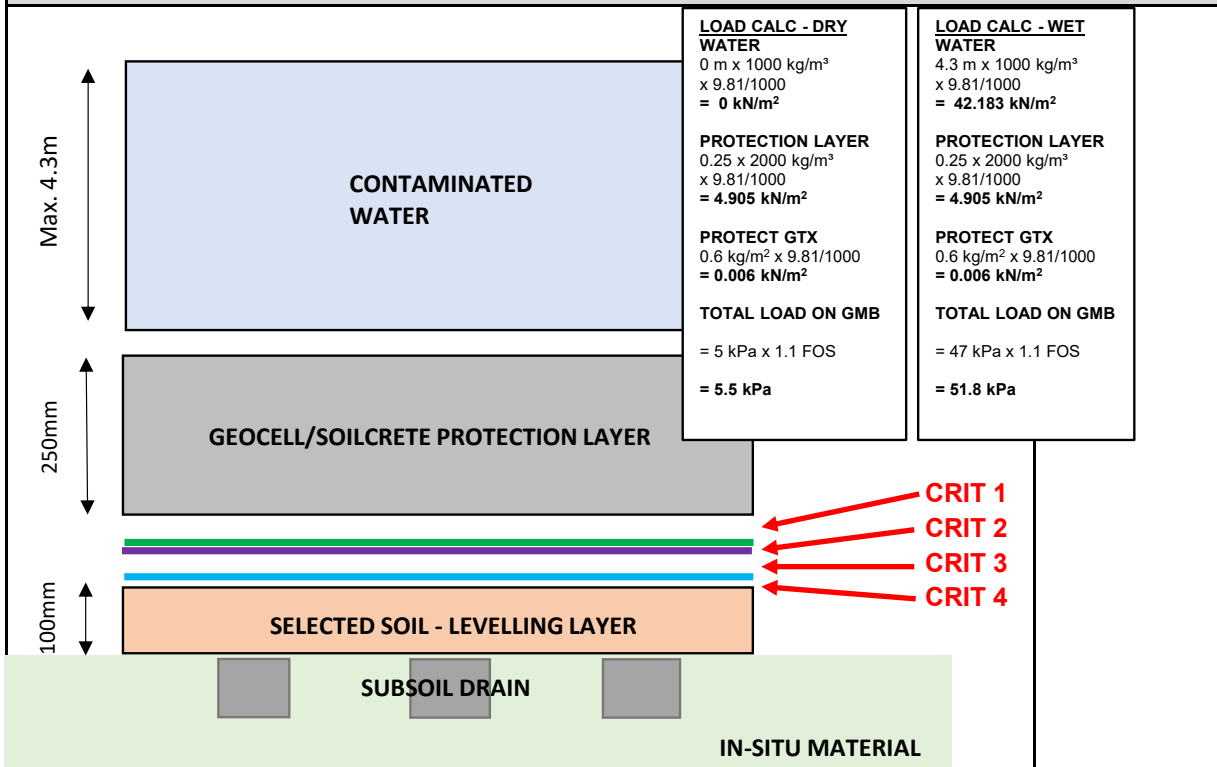 LOAD CALC - DRY
WATER
0 m x 1000 kg/m³
x 9.81/1000
= 0 kN/m²
PROTECTION LAYER
0.25 x 2000 kg/m³
x 9.81/1000
= 4.905 kN/m²
PROTECT GTX
0.6 kg/m² x 9.81/1000
= 0.006 kN/m²
TOTAL LOAD ON GMB
= 5 kPa x 1.1 FOS
= 5.5 kPa
LOAD CALC - WET
WATER
4.3 m x 1000 kg/m³
x 9.81/1000
= 42.183 kN/m²
PROTECTION LAYER
0.25 x 2000 kg/m³
x 9.81/1000
= 4.905 kN/m²
PROTECT GTX
0.6 kg/m² x 9.81/1000
= 0.006 kN/m²
TOTAL LOAD ON GMB
= 47 kPa x 1.1 FOS
= 51.8 kPa
Max. 4.3m
CONTAMINATED
WATER
250mm
GEOCELL/SOILCRETE PROTECTION LAYER
CRIT 1
CRIT 2
CRIT 3
CRIT 4
100mm
SELECTED SOIL - LEVELLING LAYER
SUBSOIL DRAIN
IN-SITU MATERIAL